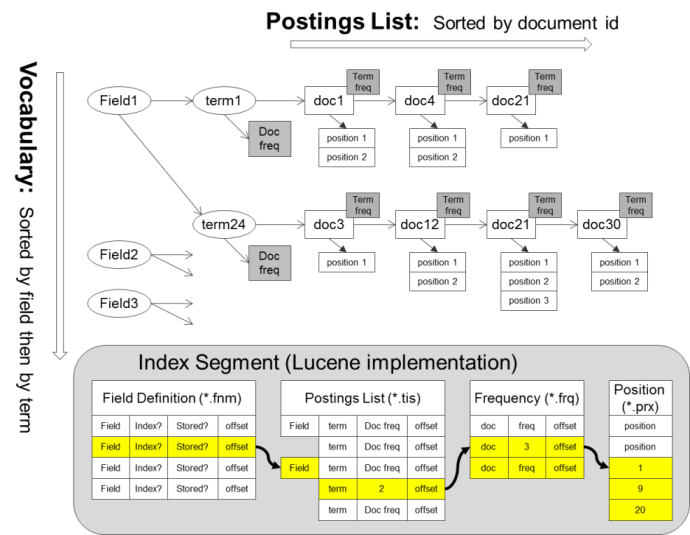 Postings List: Sorted by document id
Vocabulary: Sorted by field then by term
Field1
term1
Doc
freq
doc1
Term
freq
position 1
position 2
doc4
Term
freq
position 1
position 2
doc21
Term
freq
position 1
term24
Doc
freq
doc3
Term
freq
position 1
doc12
Term
freq
position 1
position 2
doc21
Term
freq
position 1
position 2
position 3
doc30
Term
freq
position 1
position 2
Field2
Field3
Index Segment (Lucene implementation)
Field Definition (*.fnm)
Field Index? Stored? offset
Field Index? Stored? offset
Field Index? Stored? offset
Field Index? Stored? offset
Postings List (*.tis)
Field term Doc freq offset
term Doc freq offset
Field term Doc freq offset
term 2 offset
term Doc freq offset
Frequency (*.frq)
doc freq offset
doc 3 offset
doc freq offset
Position
(*.prx)
position
position
1
9
20